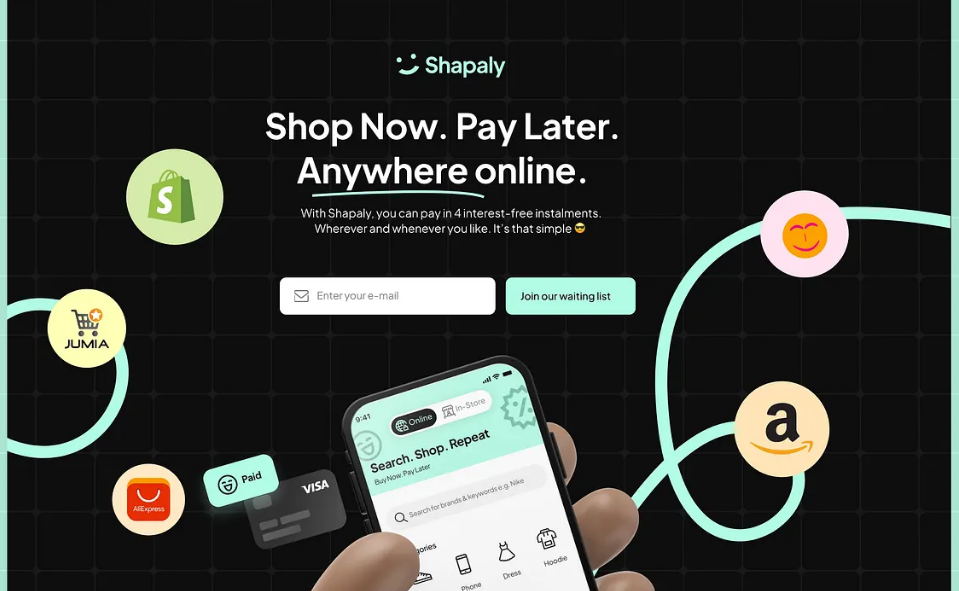 Shapaly
Shop Now. Pay Later.
Anywhere online.
With Shapaly, you can pay in 4 interest-free instalments.
Wherever and whenever you like. It's that simple 😎
Enter your e-mail
Join our waiting list
JUMIA
a
AliExpress
Paid
VISA
9:41
Online
In-Store
Search. Shop. Repeat
Buy Now. Pay Later
Search for brands & keywords e.g. Nike
gories
Phone
Dress
Hoodie